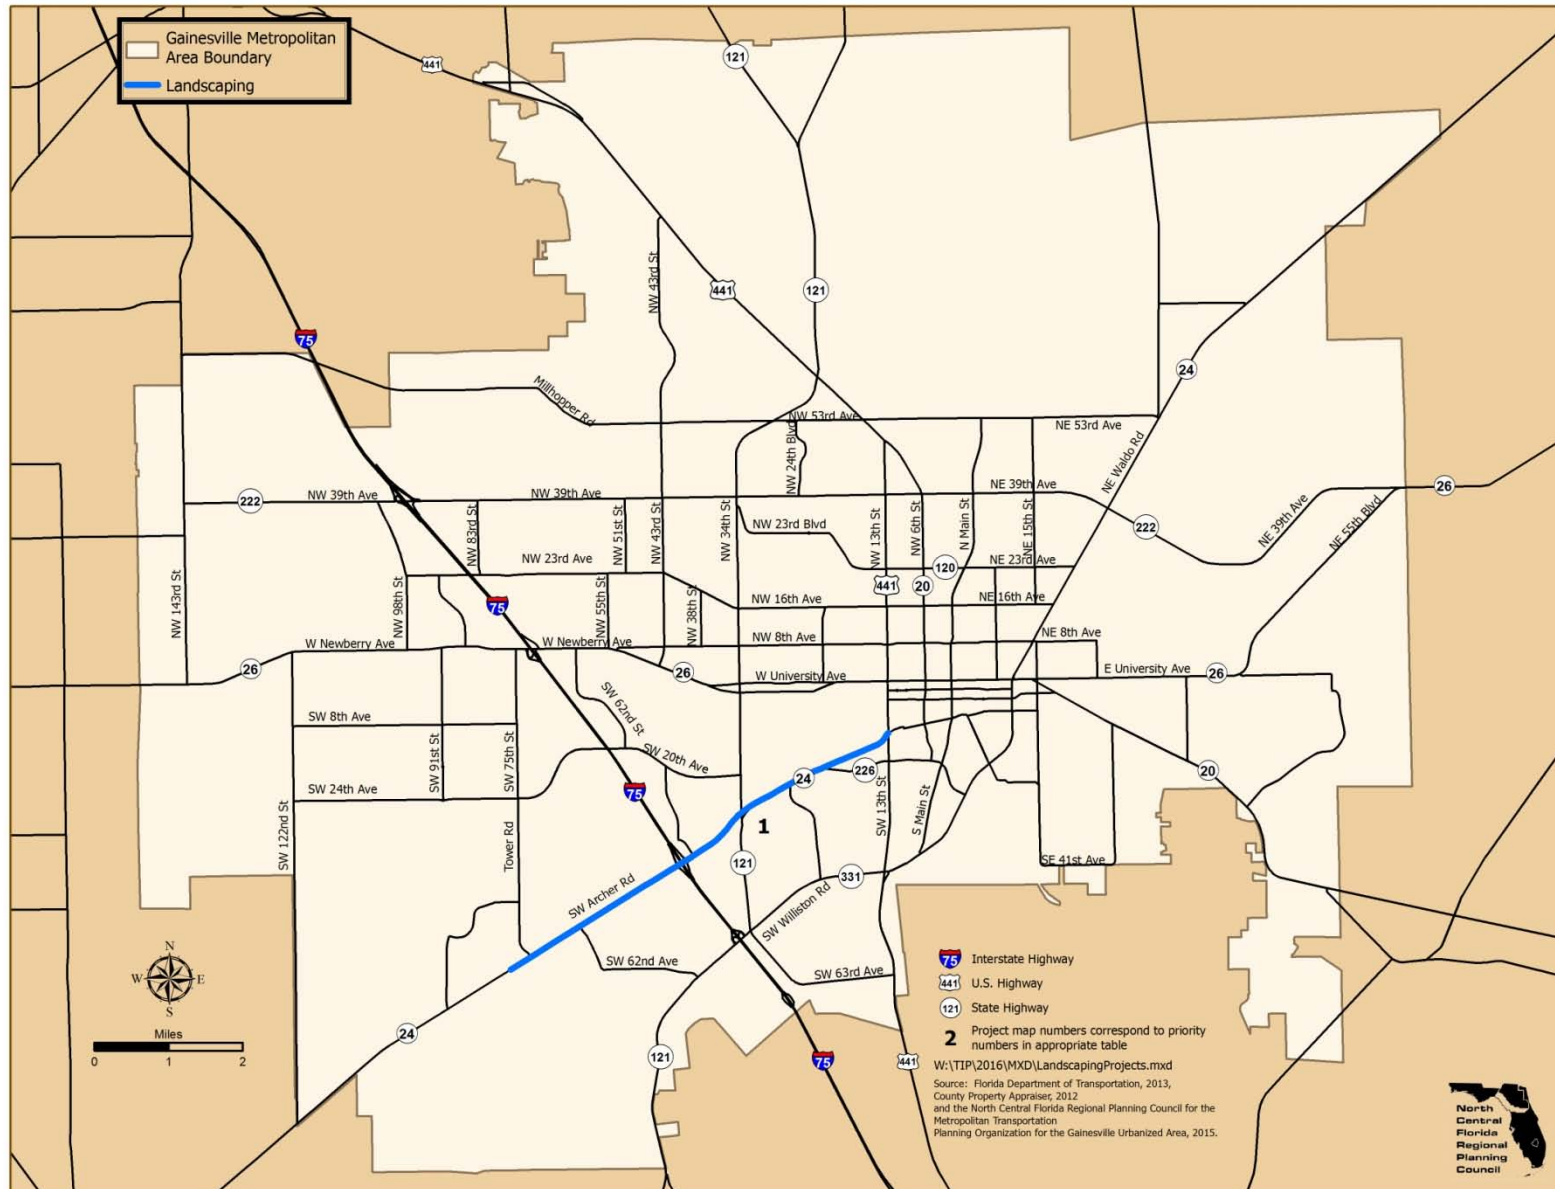 Gainesville Metropolitan
Area Boundary
Landscaping
441
121
NW 43rd St
441
121
75
24
Millhopper Rd
NW 53rd Ave
NE 53rd Ave
NW 24th Blvd
NE Waldo Rd
222
NW 39th Ave
NW 39th Ave
NE 39th Ave
26
NW 83rd St
NW 51st St
NW 43rd St
NW 34th St
NW 23rd Blvd
NW 13th St
NW 6th St
N Main St
NE 15th St
222
NE 39th Ave
NE 55th Blvd
NW 23rd Ave
120
NE 23rd Ave
NW 143rd St
NW 98th St
75
NW 55th St
NW 38th St
441
20
NW 16th Ave
NE 16th Ave
W Newberry Ave
W Newberry Ave
NW 8th Ave
NE 8th Ave
26
26
W University Ave
E University Ave
26
SW 62nd St
SW 8th Ave
SW 91st St
SW 75th St
SW 20th Ave
24
226
20
SW 24th Ave
75
SW 122nd St
Tower Rd
1
SW 13th St
S Main St
121
331
SE 41st Ave
SW Archer Rd
SW Williston Rd
SW 62nd Ave
SW 63rd Ave
N
W
E
S
24
121
75
441
Miles
0
1
2
75
Interstate Highway
441
U.S. Highway
121
State Highway
2
Project map numbers correspond to priority
numbers in appropriate table
W:\TIP\2016\MXD\LandscapingProjects.mxd
Source: Florida Department of Transportation, 2013,
County Property Appraiser, 2012
and the North Central Florida Regional Planning Council for the
Metropolitan Transportation
Planning Organization for the Gainesville Urbanized Area, 2015.
North
Central
Florida
Regional
Planning
Council